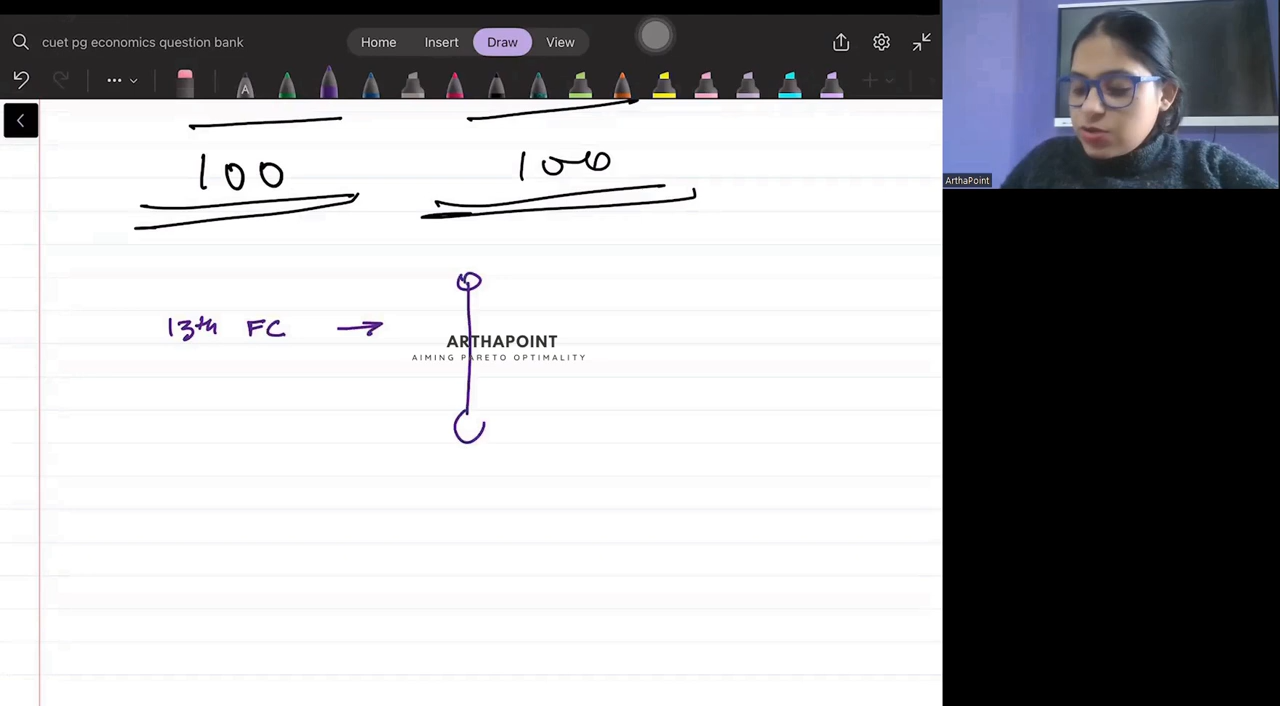 cuet pg economics question bank
Home Insert Draw View
A
100 100
13th FC →
ARTHAPOINT
AIMING PARETO OPTIMALITY
ArthaPoint